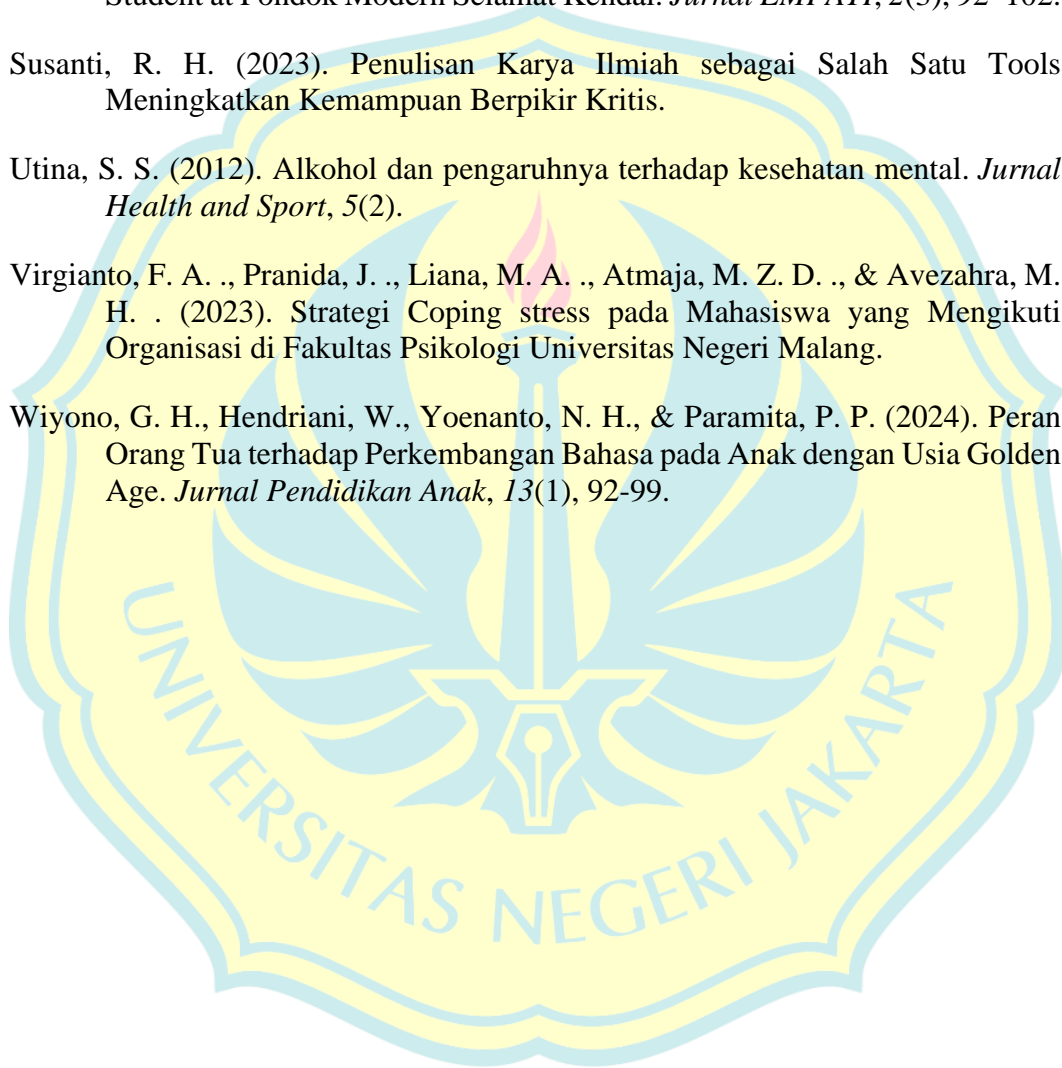 Student at Pondok Modern Selamat Kendal. Jurnal EMPATI, 2(3), 92–102.
Susanti, R. H. (2023). Penulisan Karya Ilmiah sebagai Salah Satu Tools
Meningkatkan Kemampuan Berpikir Kritis.
Utina, S. S. (2012). Alkohol dan pengaruhnya terhadap kesehatan mental. Jurnal
Health and Sport, 5(2).
Virgianto, F. A. ., Pranida, J. ., Liana, M. A. ., Atmaja, M. Z. D. ., & Avezahra, M.
H. . (2023). Strategi Coping stress pada Mahasiswa yang Mengikuti
Organisasi di Fakultas Psikologi Universitas Negeri Malang.
Wiyono, G. H., Hendriani, W., Yoenanto, N. H., & Paramita, P. P. (2024). Peran
Orang Tua terhadap Perkembangan Bahasa pada Anak dengan Usia Golden
Age. Jurnal Pendidikan Anak, 13(1), 92-99.
UNIVERSITAS NEGERI JAKARTA